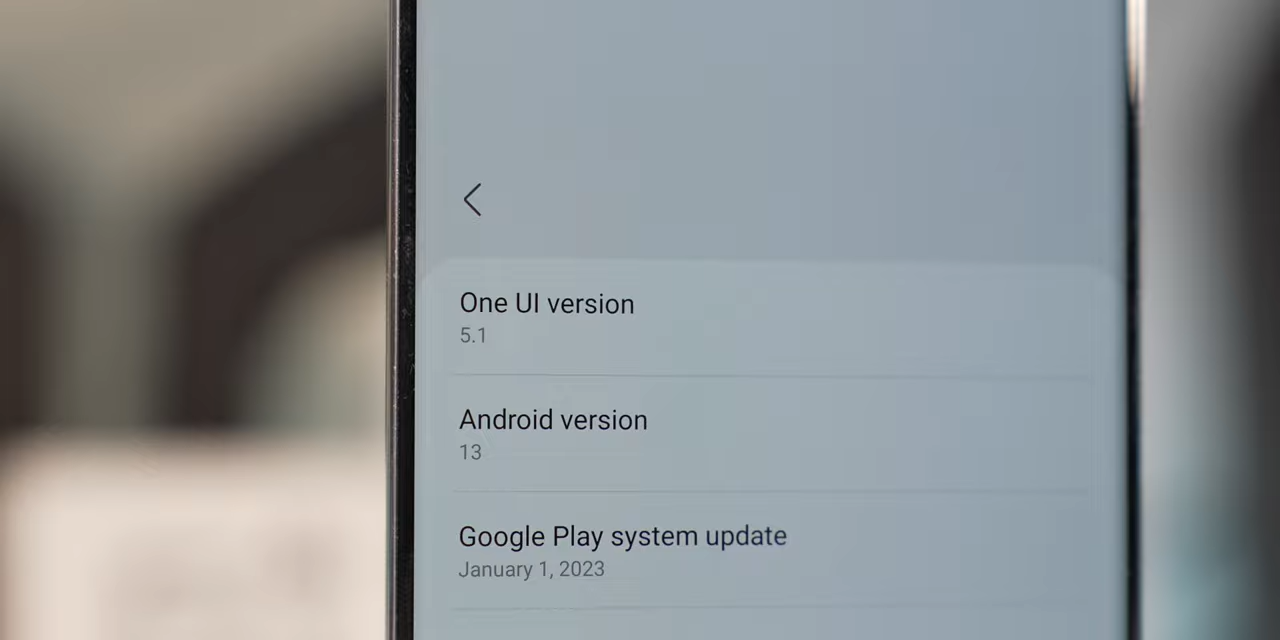 One UI version
5.1
Android version
13
Google Play system update
January 1, 2023